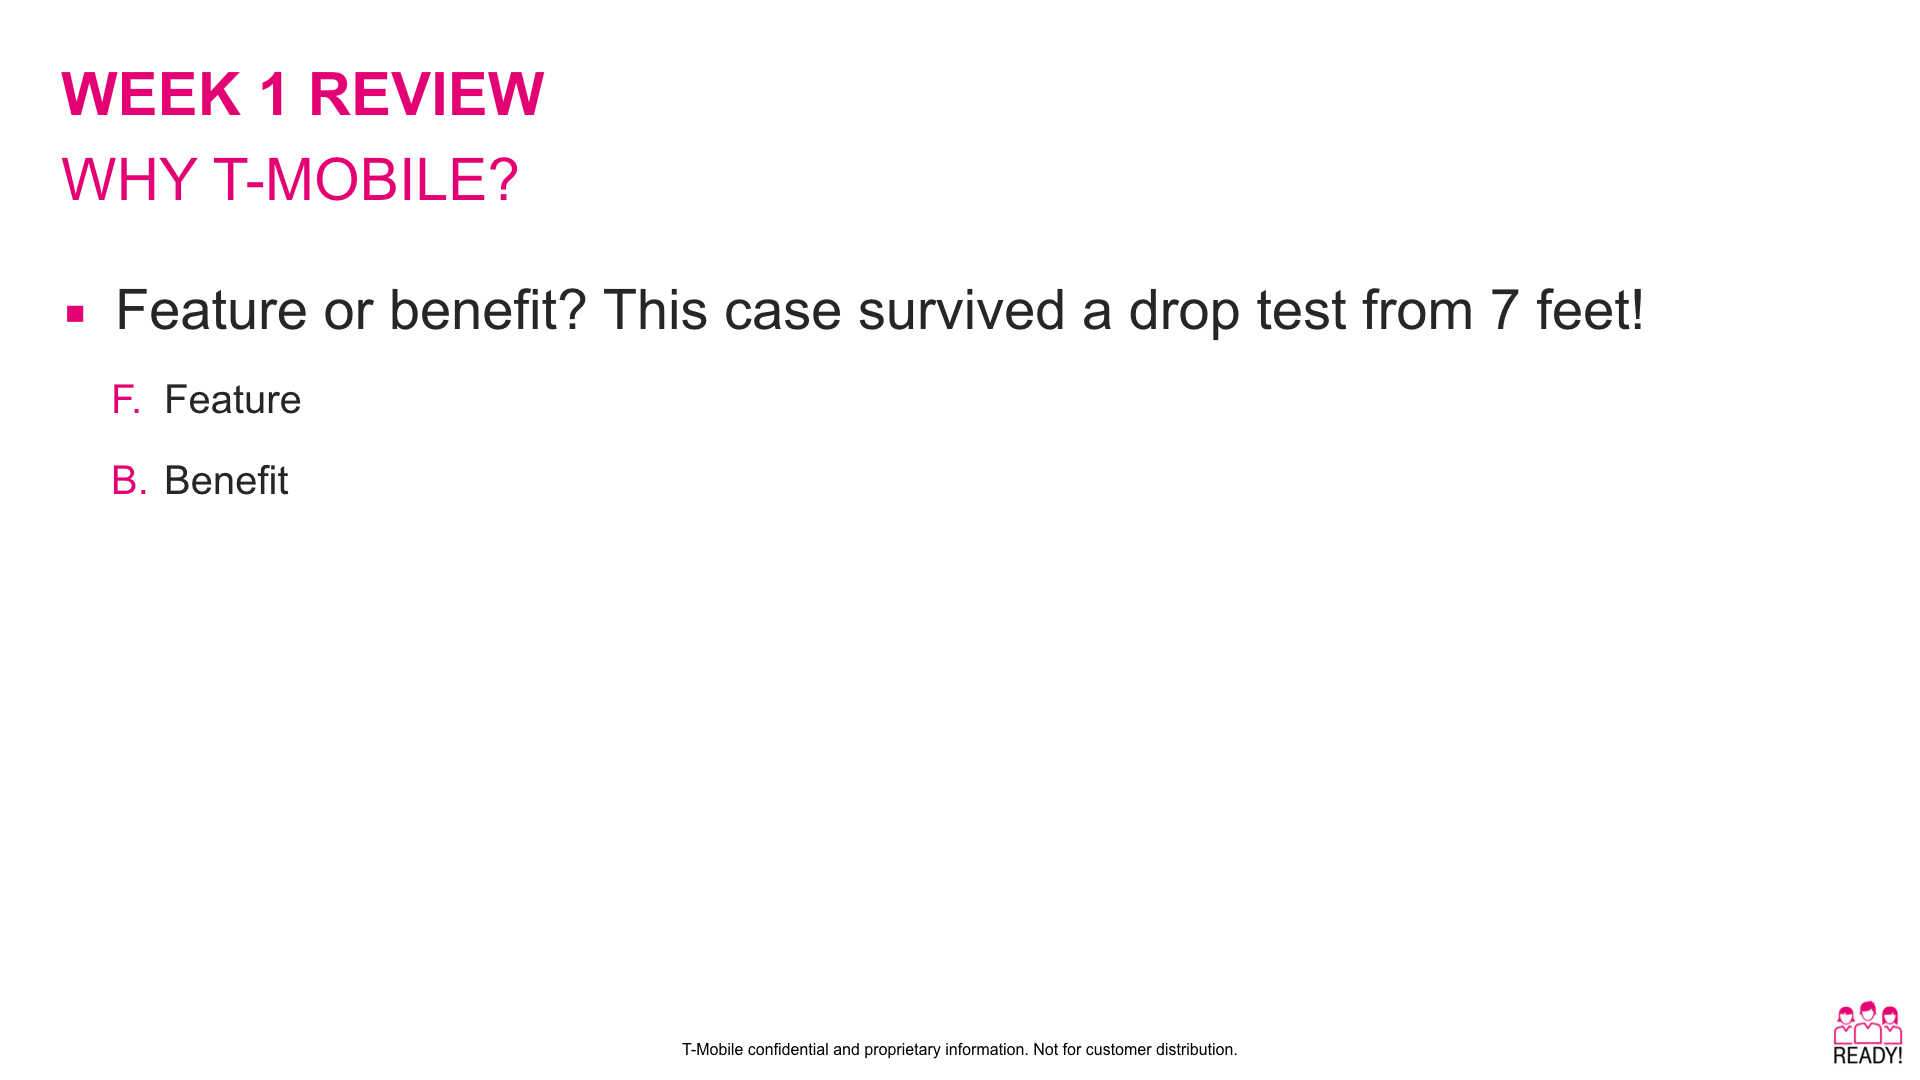 WEEK 1 REVIEW
WHY T-MOBILE?
▪ Feature or benefit? This case survived a drop test from 7 feet!
F. Feature
B. Benefit
T-Mobile confidential and proprietary information. Not for customer distribution.
READY!